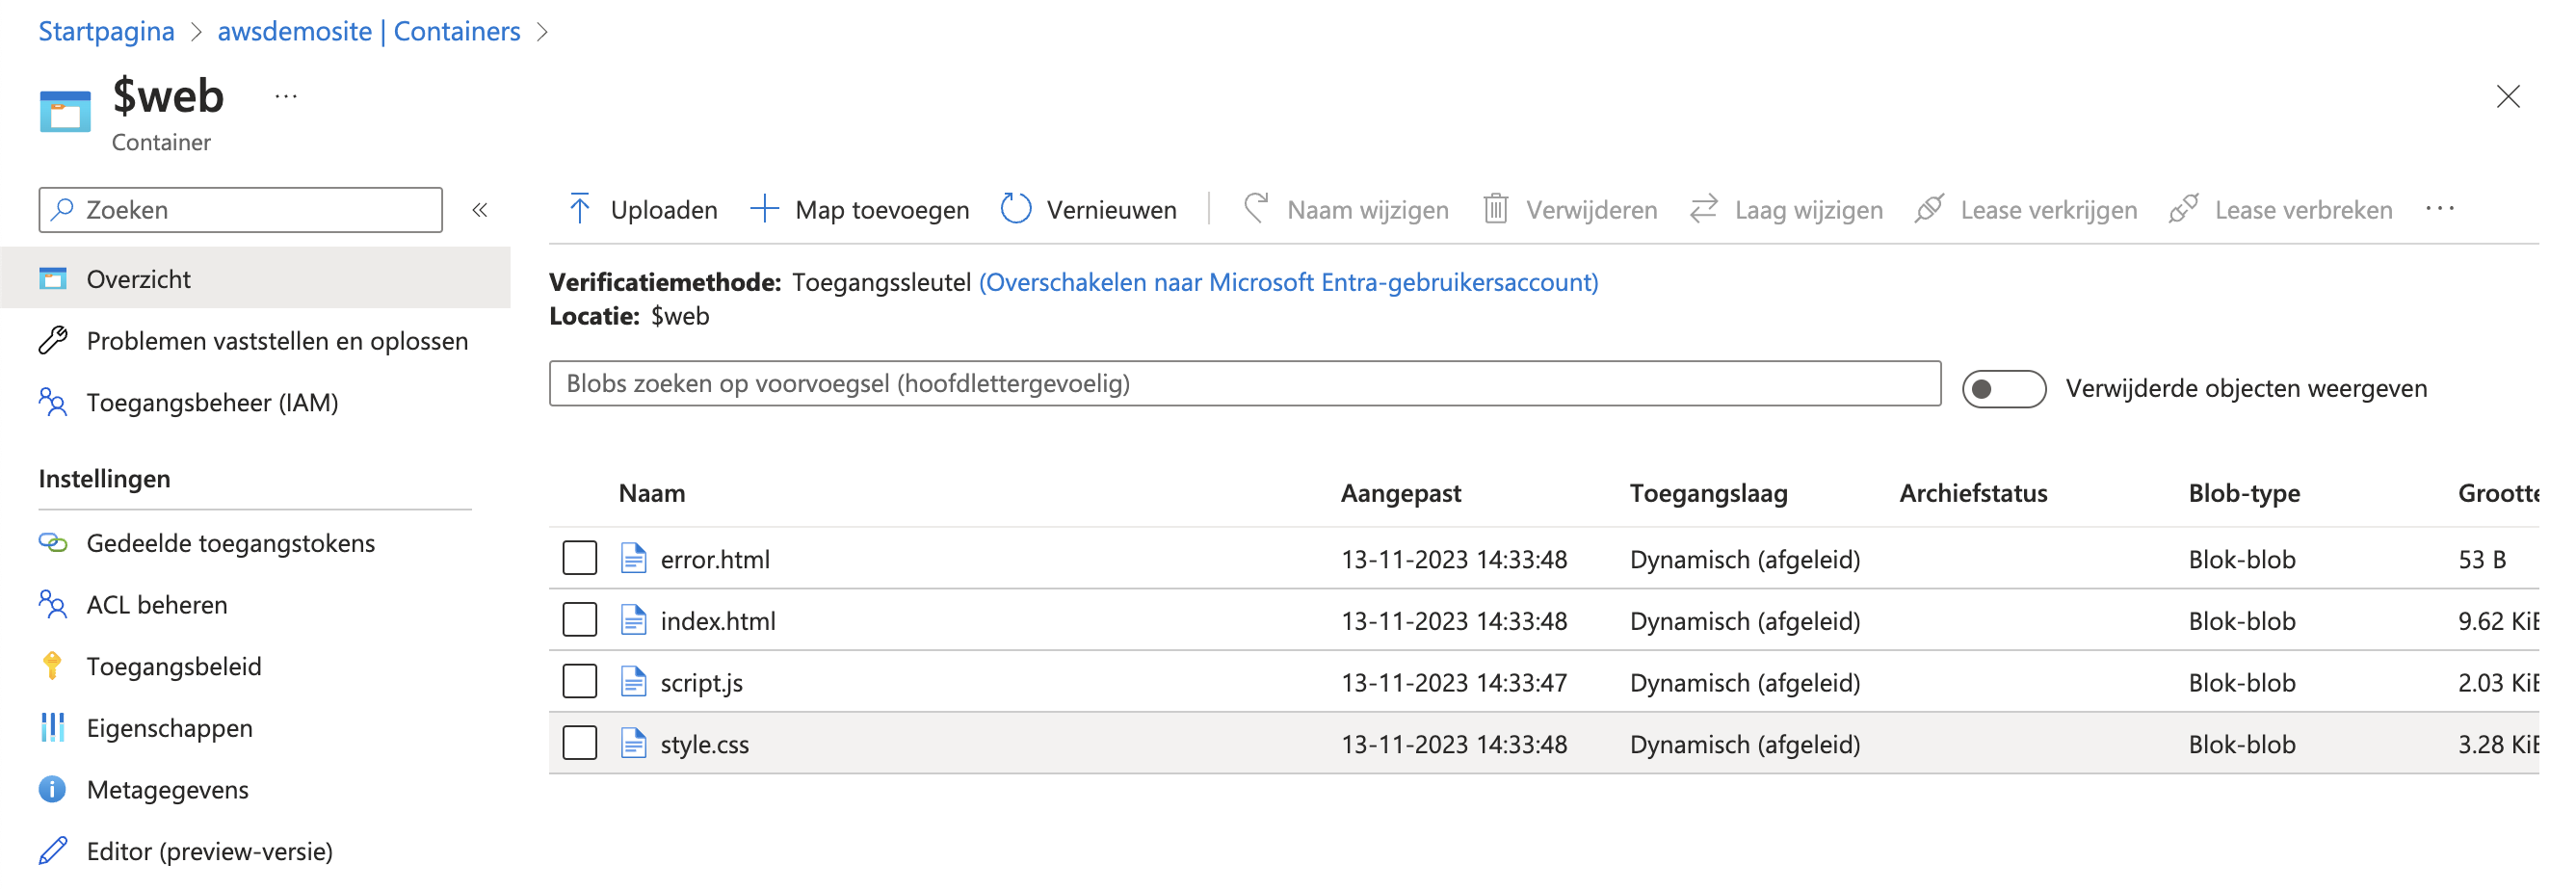 Startpagina > awsdemosite | Containers >
$web ...
Container
Zoeken «
Uploaden Map toevoegen Vernieuwen Naam wijzigen Verwijderen Laag wijzigen Lease verkrijgen Lease verbreken ...
Overzicht
Problemen vaststellen en oplossen
Toegangsbeheer (IAM)
Instellingen
Gedeelde toegangstokens
ACL beheren
Toegangsbeleid
Eigenschappen
Metagegevens
Editor (preview-versie)
Verificatiemethode: Toegangssleutel (Overschakelen naar Microsoft Entra-gebruikersaccount)
Locatie: $web
Blobs zoeken op voorvoegsel (hoofdlettergevoelig) Verwijderde objecten weergeven
Naam Aangepast Toegangslaag Archiefstatus Blob-type Grootte
error.html 13-11-2023 14:33:48 Dynamisch (afgeleid) Blok-blob 53 B
index.html 13-11-2023 14:33:48 Dynamisch (afgeleid) Blok-blob 9.62 KiB
script.js 13-11-2023 14:33:47 Dynamisch (afgeleid) Blok-blob 2.03 KiB
style.css 13-11-2023 14:33:48 Dynamisch (afgeleid) Blok-blob 3.28 KiB